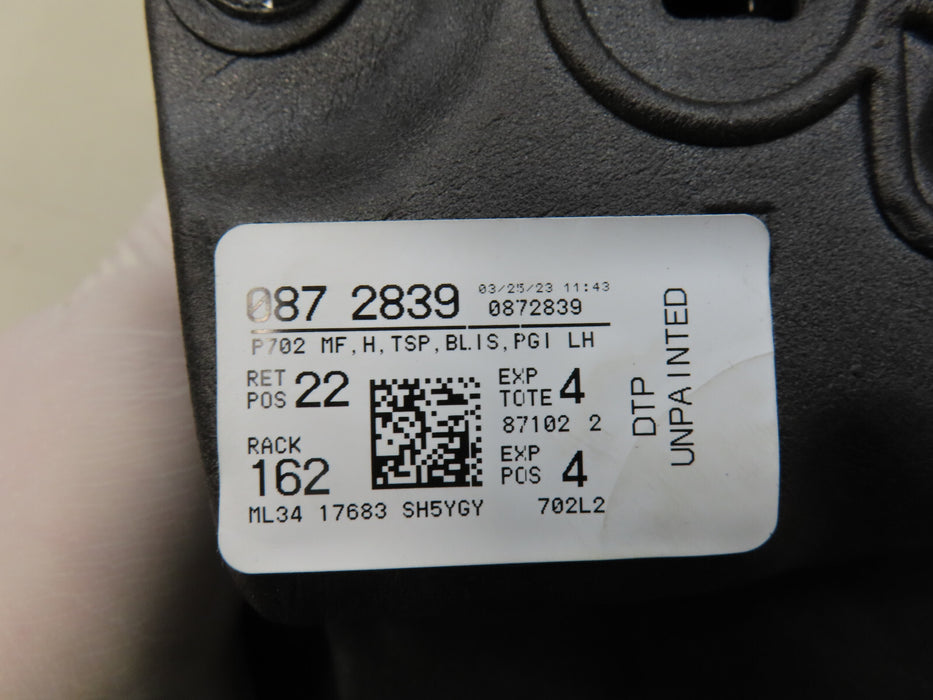 087 2839
03/25/23 11:43
0872839
P702 MF,H,TSP,BLIS,PGI LH
RET POS 22
EXP TOTE 4
87102 2
RACK 162
EXP POS 4
ML34 17683 SH5YGY 702L2
DTP
UNPAINTED